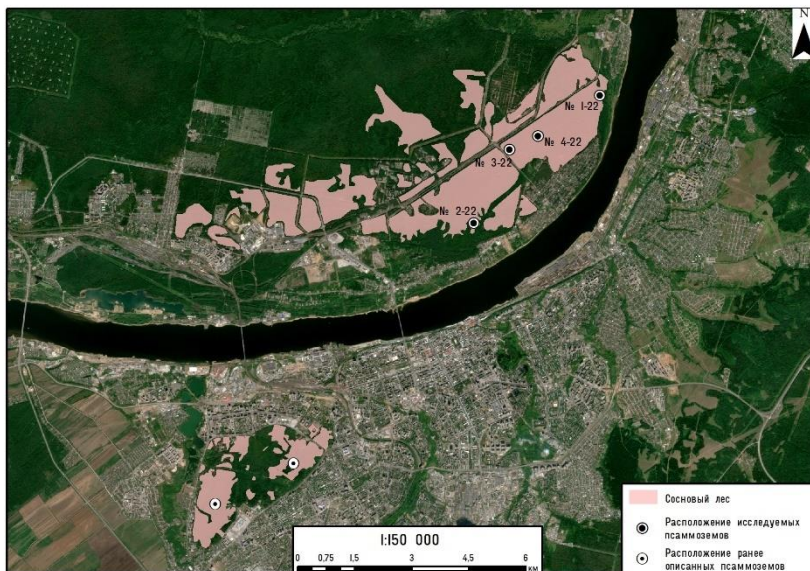 N
№ 1-22
№ 4-22
№ 3-22
№ 2-22
1:150 000
0 0,75 1,5 3 4,5 6
км
Сосновый лес
Расположение исследуемых
псаммоземов
Расположение ранее
описанных псаммоземов